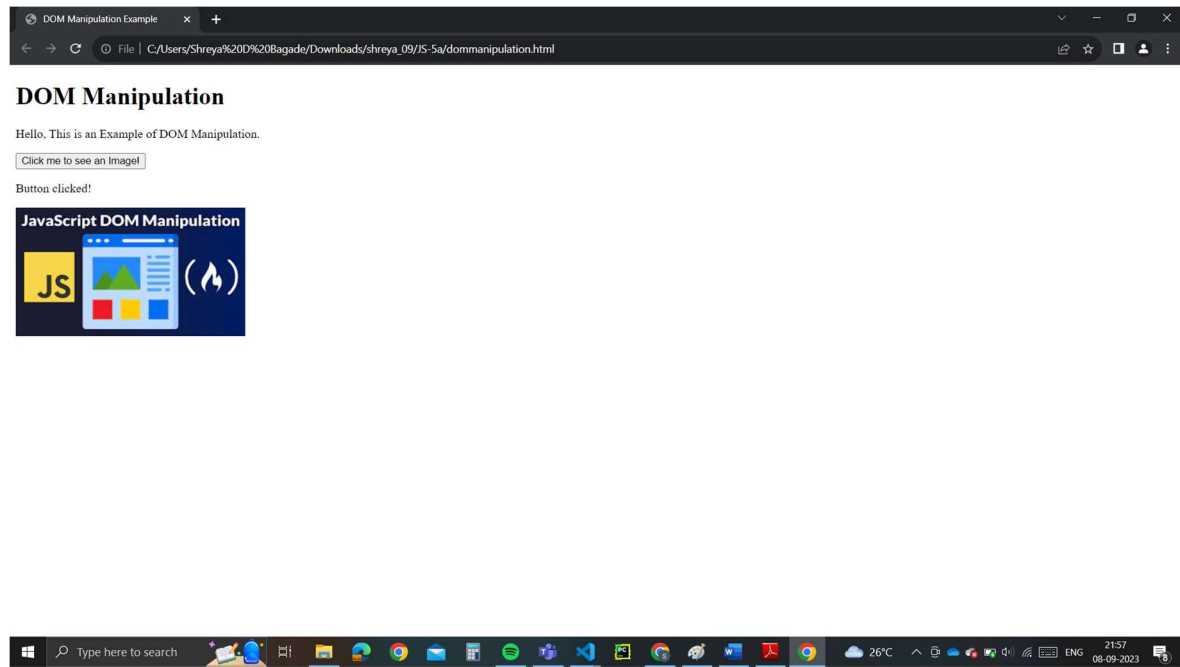 DOM Manipulation Example
File C:/Users/Shreya%20D%20Bagade/Downloads/shreya_09/JS-5a/dommanipulation.html
DOM Manipulation
Hello, This is an Example of DOM Manipulation.
Click me to see an Image!
Button clicked!
JavaScript DOM Manipulation
JS
Type here to search
26°C
ENG
21:57
08-09-2023
8